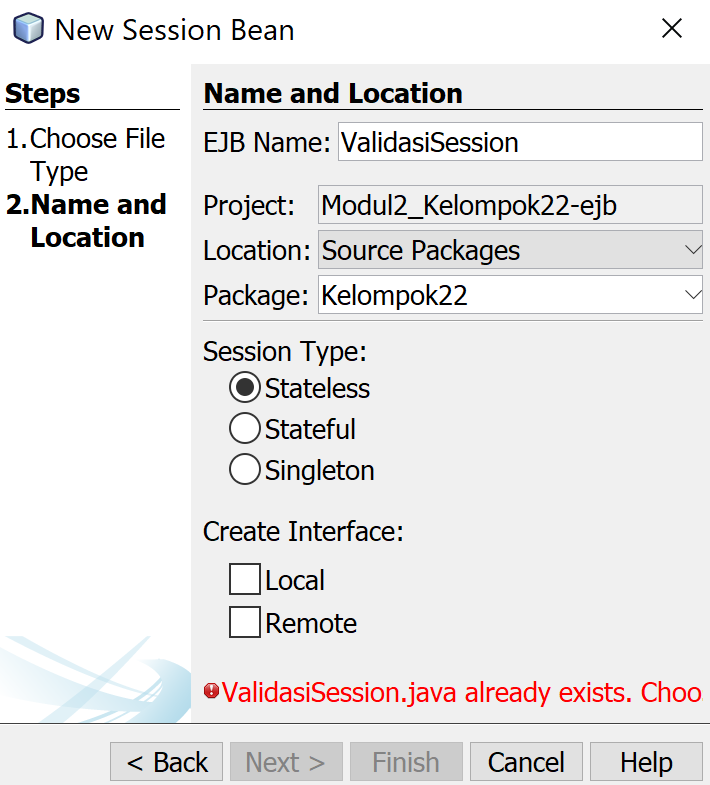 New Session Bean
Steps
1.Choose File
Type
2.Name and
Location
Name and Location
EJB Name: ValidasiSession
Project: Modul2_Kelompok22-ejb
Location: Source Packages
Package: Kelompok22
Session Type:
Stateless
Stateful
Singleton
Create Interface:
Local
Remote
ValidasiSession.java already exists. Choo
< Back Next > Finish Cancel Help